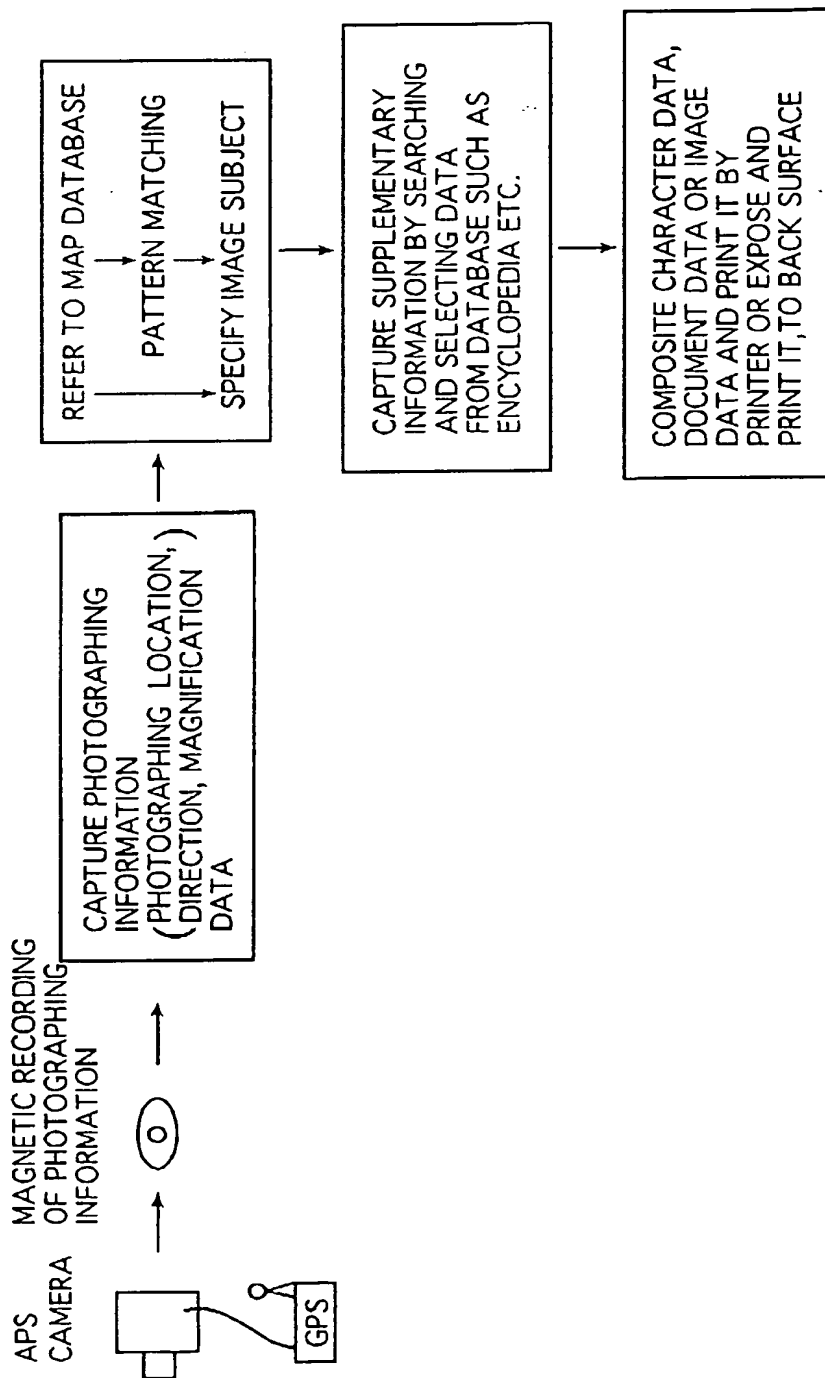 APS
CAMERA
GPS
MAGNETIC RECORDING
OF PHOTOGRAPHING
INFORMATION
CAPTURE PHOTOGRAPHING
INFORMATION
(PHOTOGRAPHING LOCATION,
DIRECTION, MAGNIFICATION)
DATA
REFER TO MAP DATABASE
PATTERN MATCHING
SPECIFY IMAGE SUBJECT
CAPTURE SUPPLEMENTARY
INFORMATION BY SEARCHING
AND SELECTING DATA
FROM DATABASE SUCH AS
ENCYCLOPEDIA ETC.
COMPOSITE CHARACTER DATA,
DOCUMENT DATA OR IMAGE
DATA AND PRINT IT BY
PRINTER OR EXPOSE AND
PRINT IT, TO BACK SURFACE